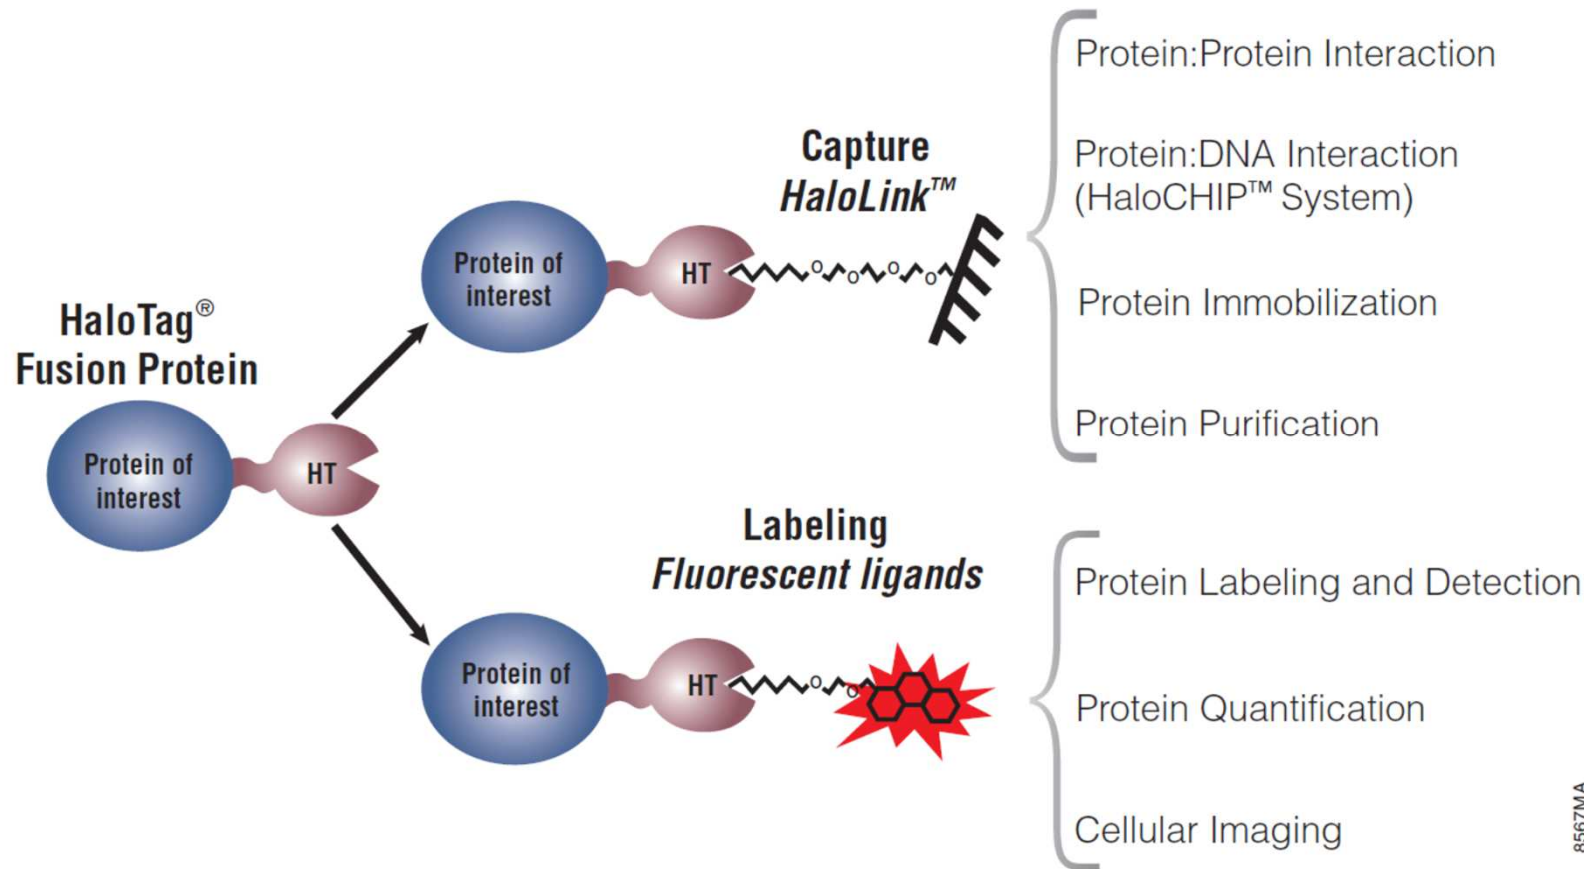 HaloTag®
Fusion Protein
Protein of
interest
HT
Capture
HaloLink™
Protein of
interest
HT
o
o
o
o
Protein:Protein Interaction
Protein:DNA Interaction
(HaloCHIP™ System)
Protein Immobilization
Protein Purification
Labeling
Fluorescent ligands
Protein of
interest
HT
o
o
Protein Labeling and Detection
Protein Quantification
Cellular Imaging
8567MA